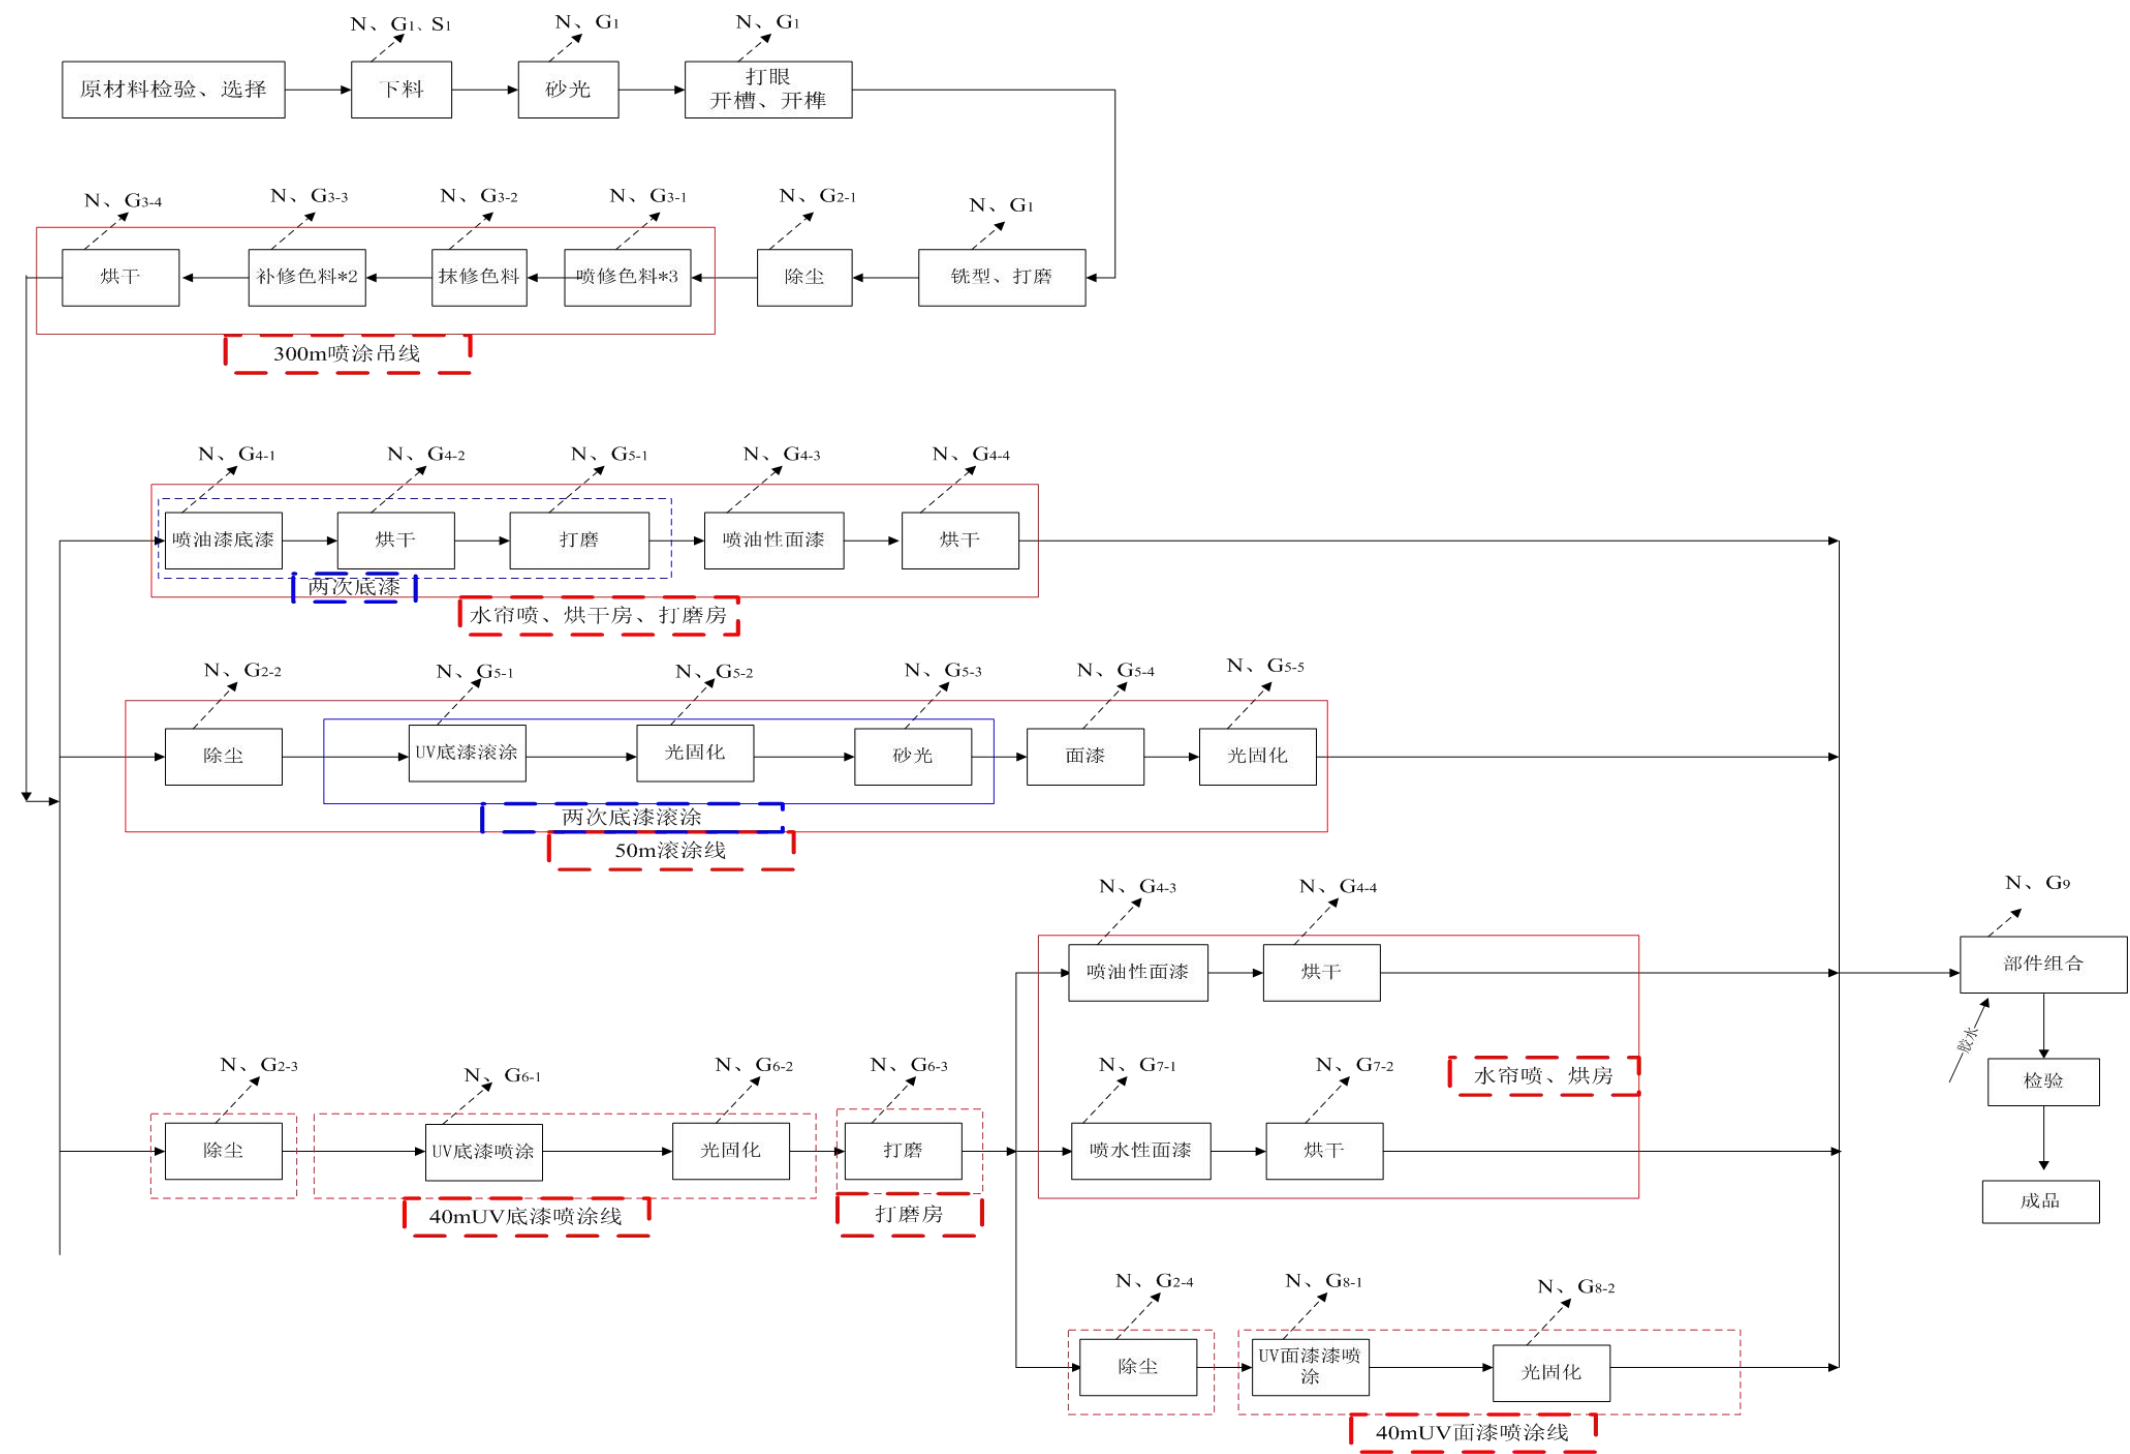 N、G1、S1
N、G1
N、G1
原材料检验、选择
下料
砂光
打眼
开槽、开榫
N、G3-4
N、G3-3
N、G3-2
N、G3-1
N、G2-1
N、G1
烘干
补修色料*2
抹修色料
喷修色料*3
除尘
铣型、打磨
300m喷涂吊线
N、G4-1
N、G4-2
N、G5-1
N、G4-3
N、G4-4
喷油漆底漆
烘干
打磨
喷油性面漆
烘干
两次底漆
水帘喷、烘干房、打磨房
N、G2-2
N、G5-1
N、G5-2
N、G5-3
N、G5-4
N、G5-5
除尘
UV底漆滚涂
光固化
砂光
面漆
光固化
两次底漆滚涂
50m滚涂线
N、G4-3
N、G4-4
N、G9
喷油性面漆
烘干
部件组合
胶水
N、G2-3
N、G6-1
N、G6-2
N、G6-3
N、G7-1
N、G7-2
水帘喷、烘房
检验
除尘
UV底漆喷涂
光固化
打磨
喷水性面漆
烘干
成品
40mUV底漆喷涂线
打磨房
N、G2-4
N、G8-1
N、G8-2
除尘
UV面漆漆喷
涂
光固化
40mUV面漆喷涂线